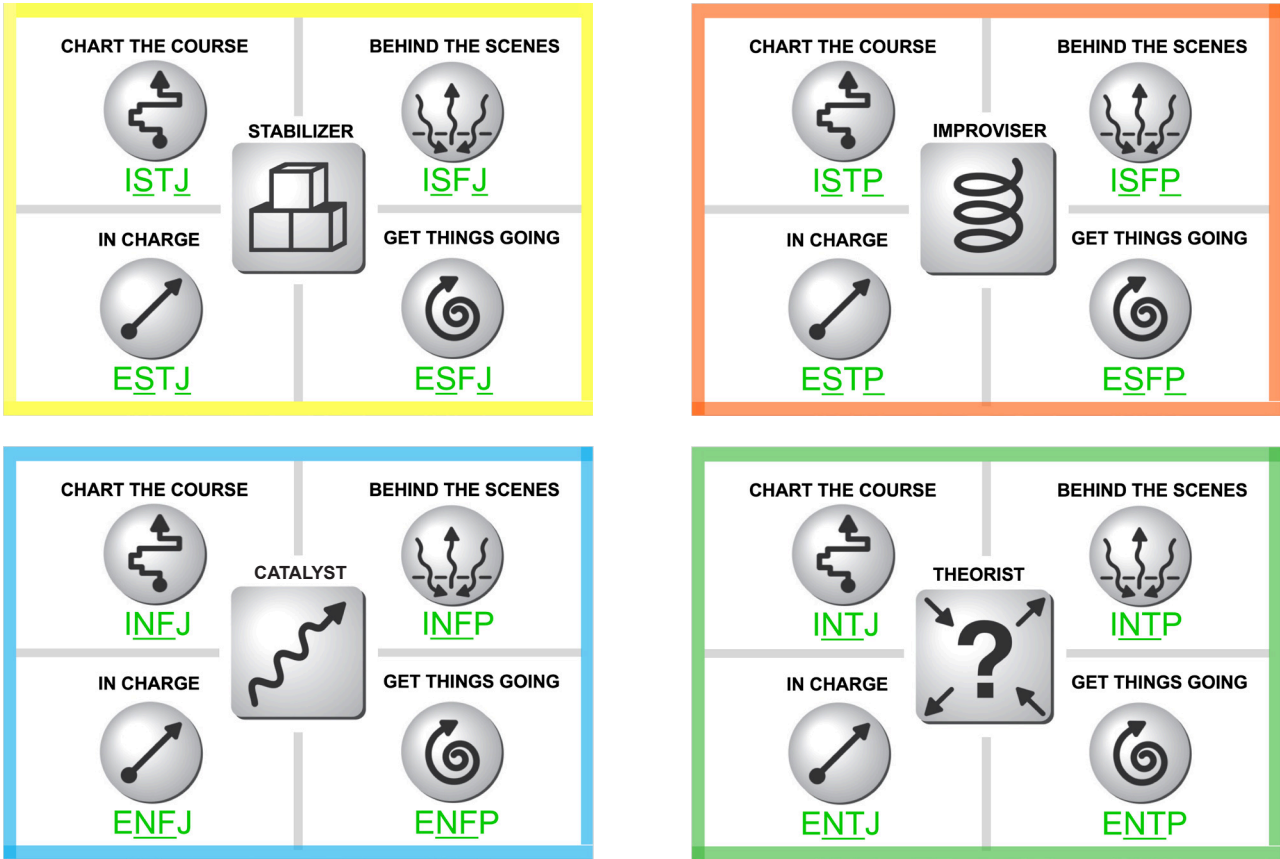 CHART THE COURSE
BEHIND THE SCENES
STABILIZER
ISTJ
ISFJ
IN CHARGE
GET THINGS GOING
ESTJ
ESFJ
CHART THE COURSE
BEHIND THE SCENES
IMPROVISER
ISTP
ISFP
IN CHARGE
GET THINGS GOING
ESTP
ESFP
CHART THE COURSE
BEHIND THE SCENES
CATALYST
INFJ
INFP
IN CHARGE
GET THINGS GOING
ENFJ
ENFP
CHART THE COURSE
BEHIND THE SCENES
THEORIST
?
INTJ
INTP
IN CHARGE
GET THINGS GOING
ENTJ
ENTP